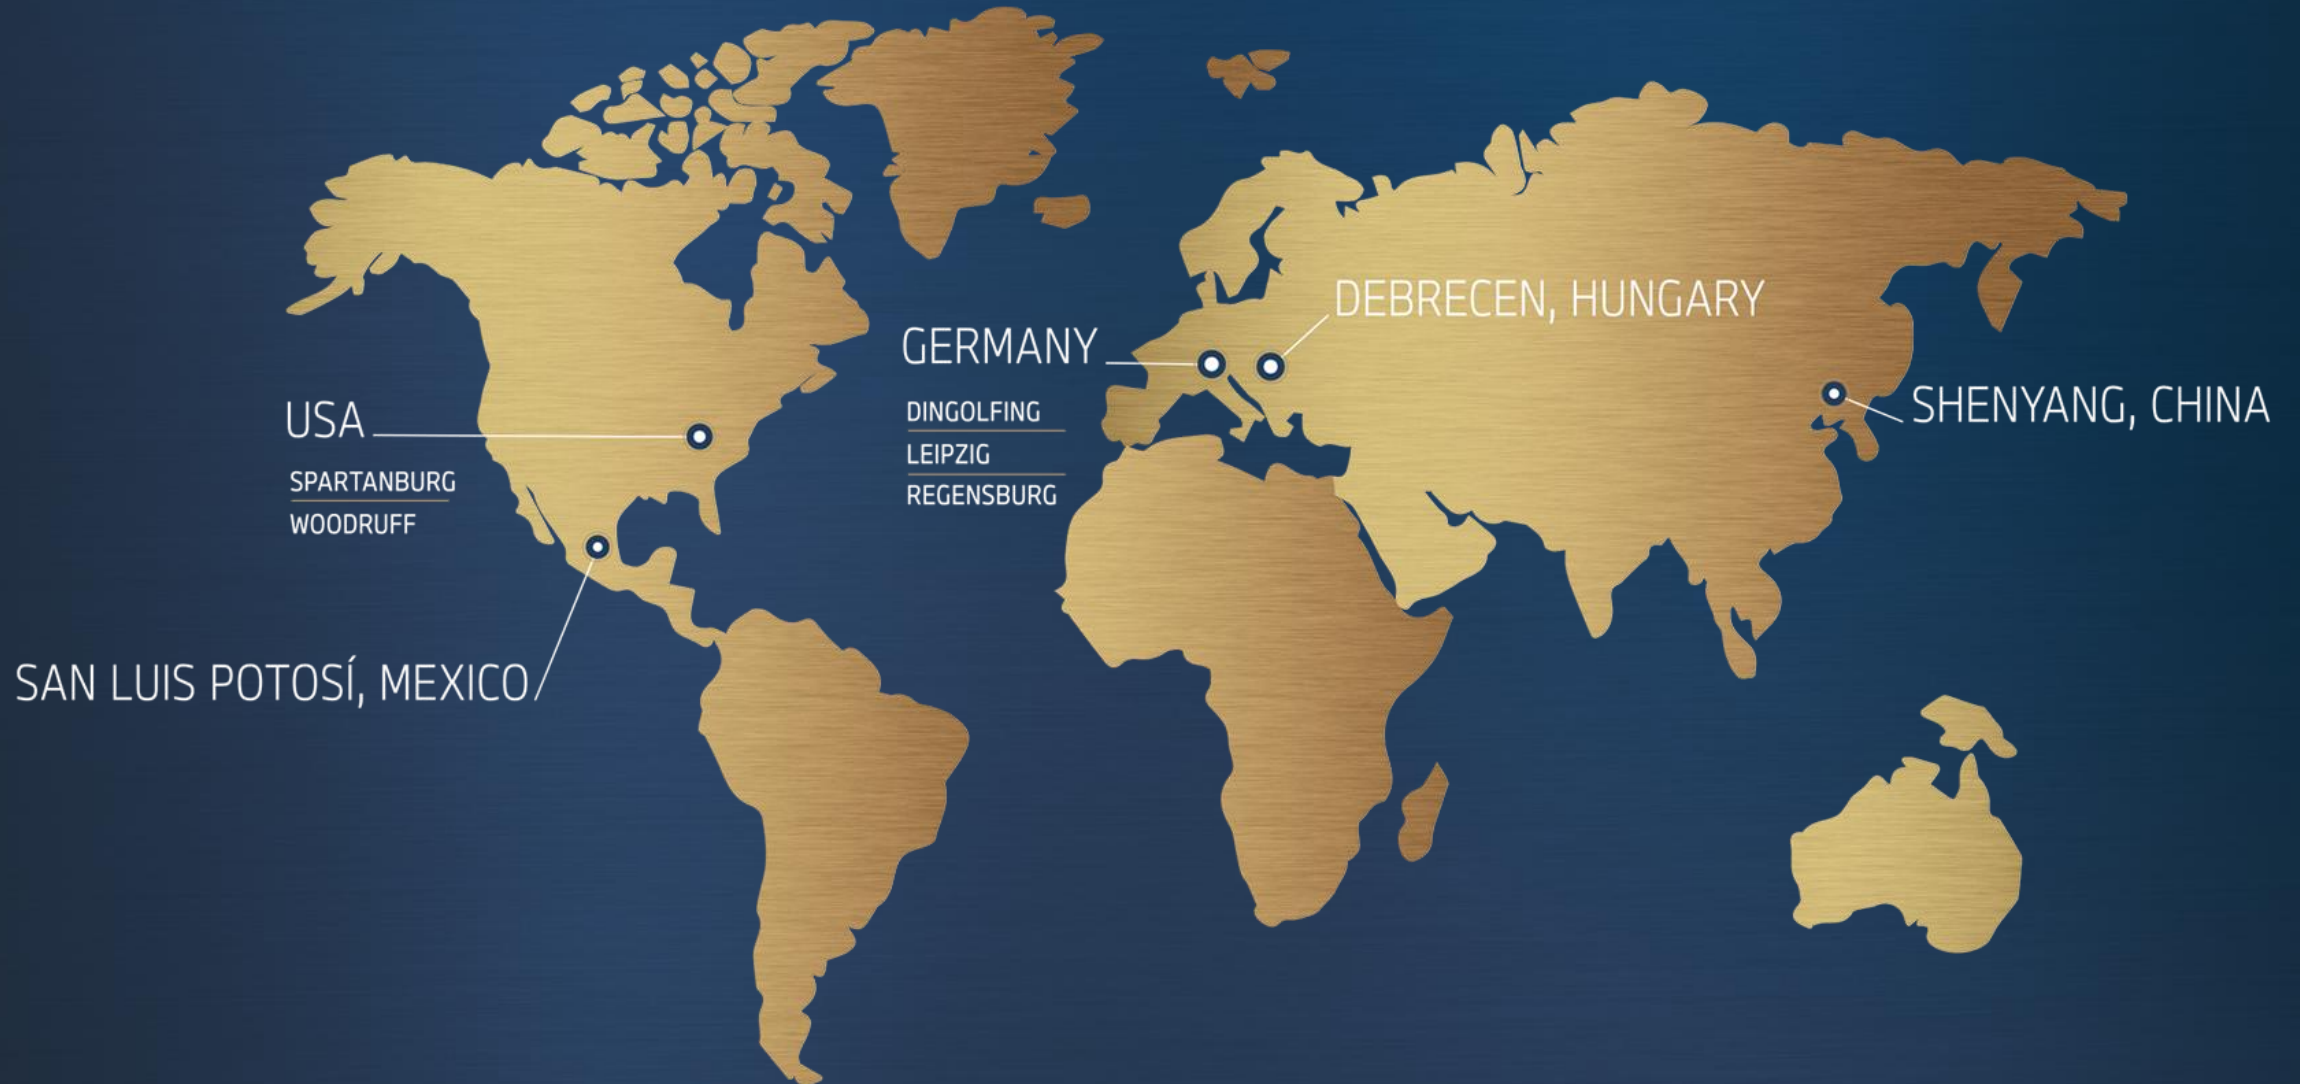 DEBRECEN, HUNGARY
GERMANY
DINGOLFING
LEIPZIG
REGENSBURG
SHENYANG, CHINA
USA
SPARTANBURG
WOODRUFF
SAN LUIS POTOSÍ, MEXICO